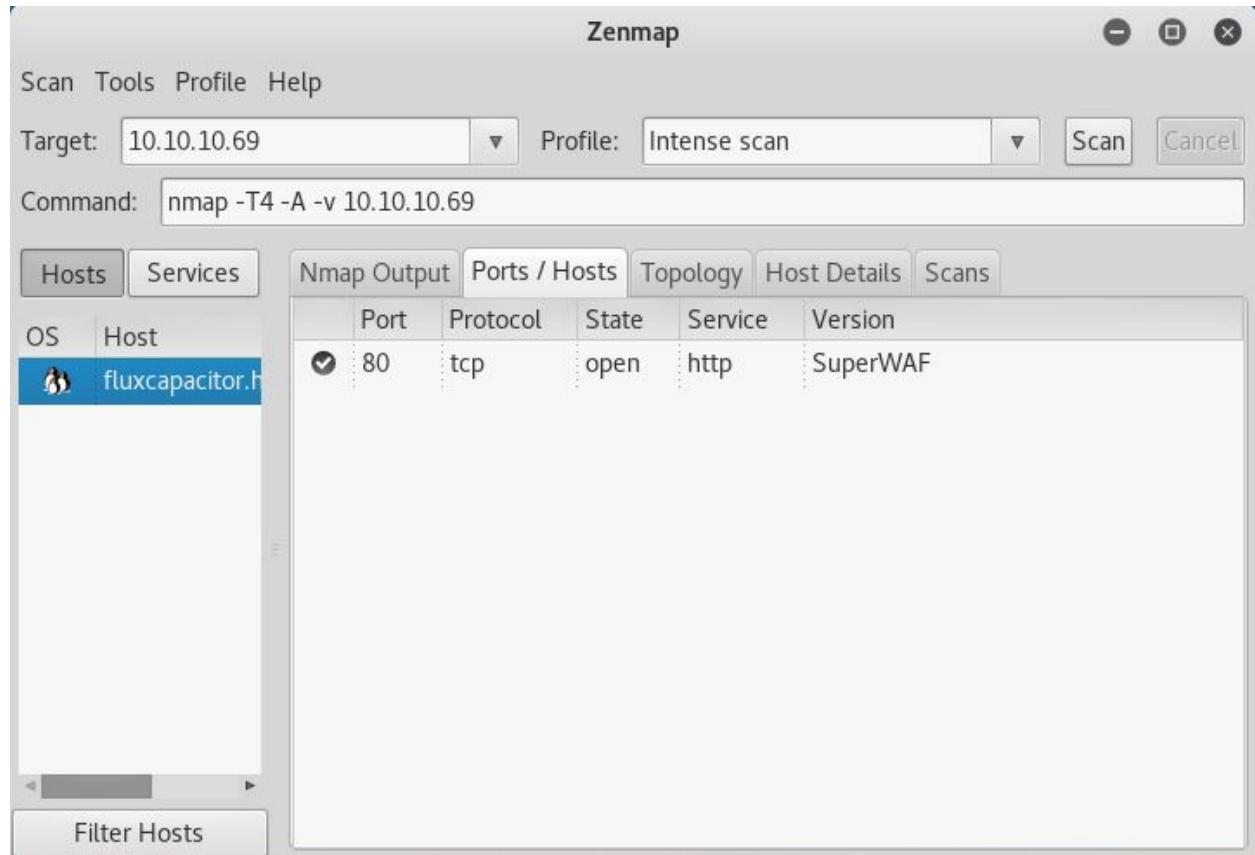 Zenmap
Scan Tools Profile Help
Target: 10.10.10.69 Profile: Intense scan Scan Cancel
Command: nmap -T4 -A -v 10.10.10.69
Hosts Services Nmap Output Ports / Hosts Topology Host Details Scans
OS Host Port Protocol State Service Version
fluxcapacitor.h 80 tcp open http SuperWAF
Filter Hosts